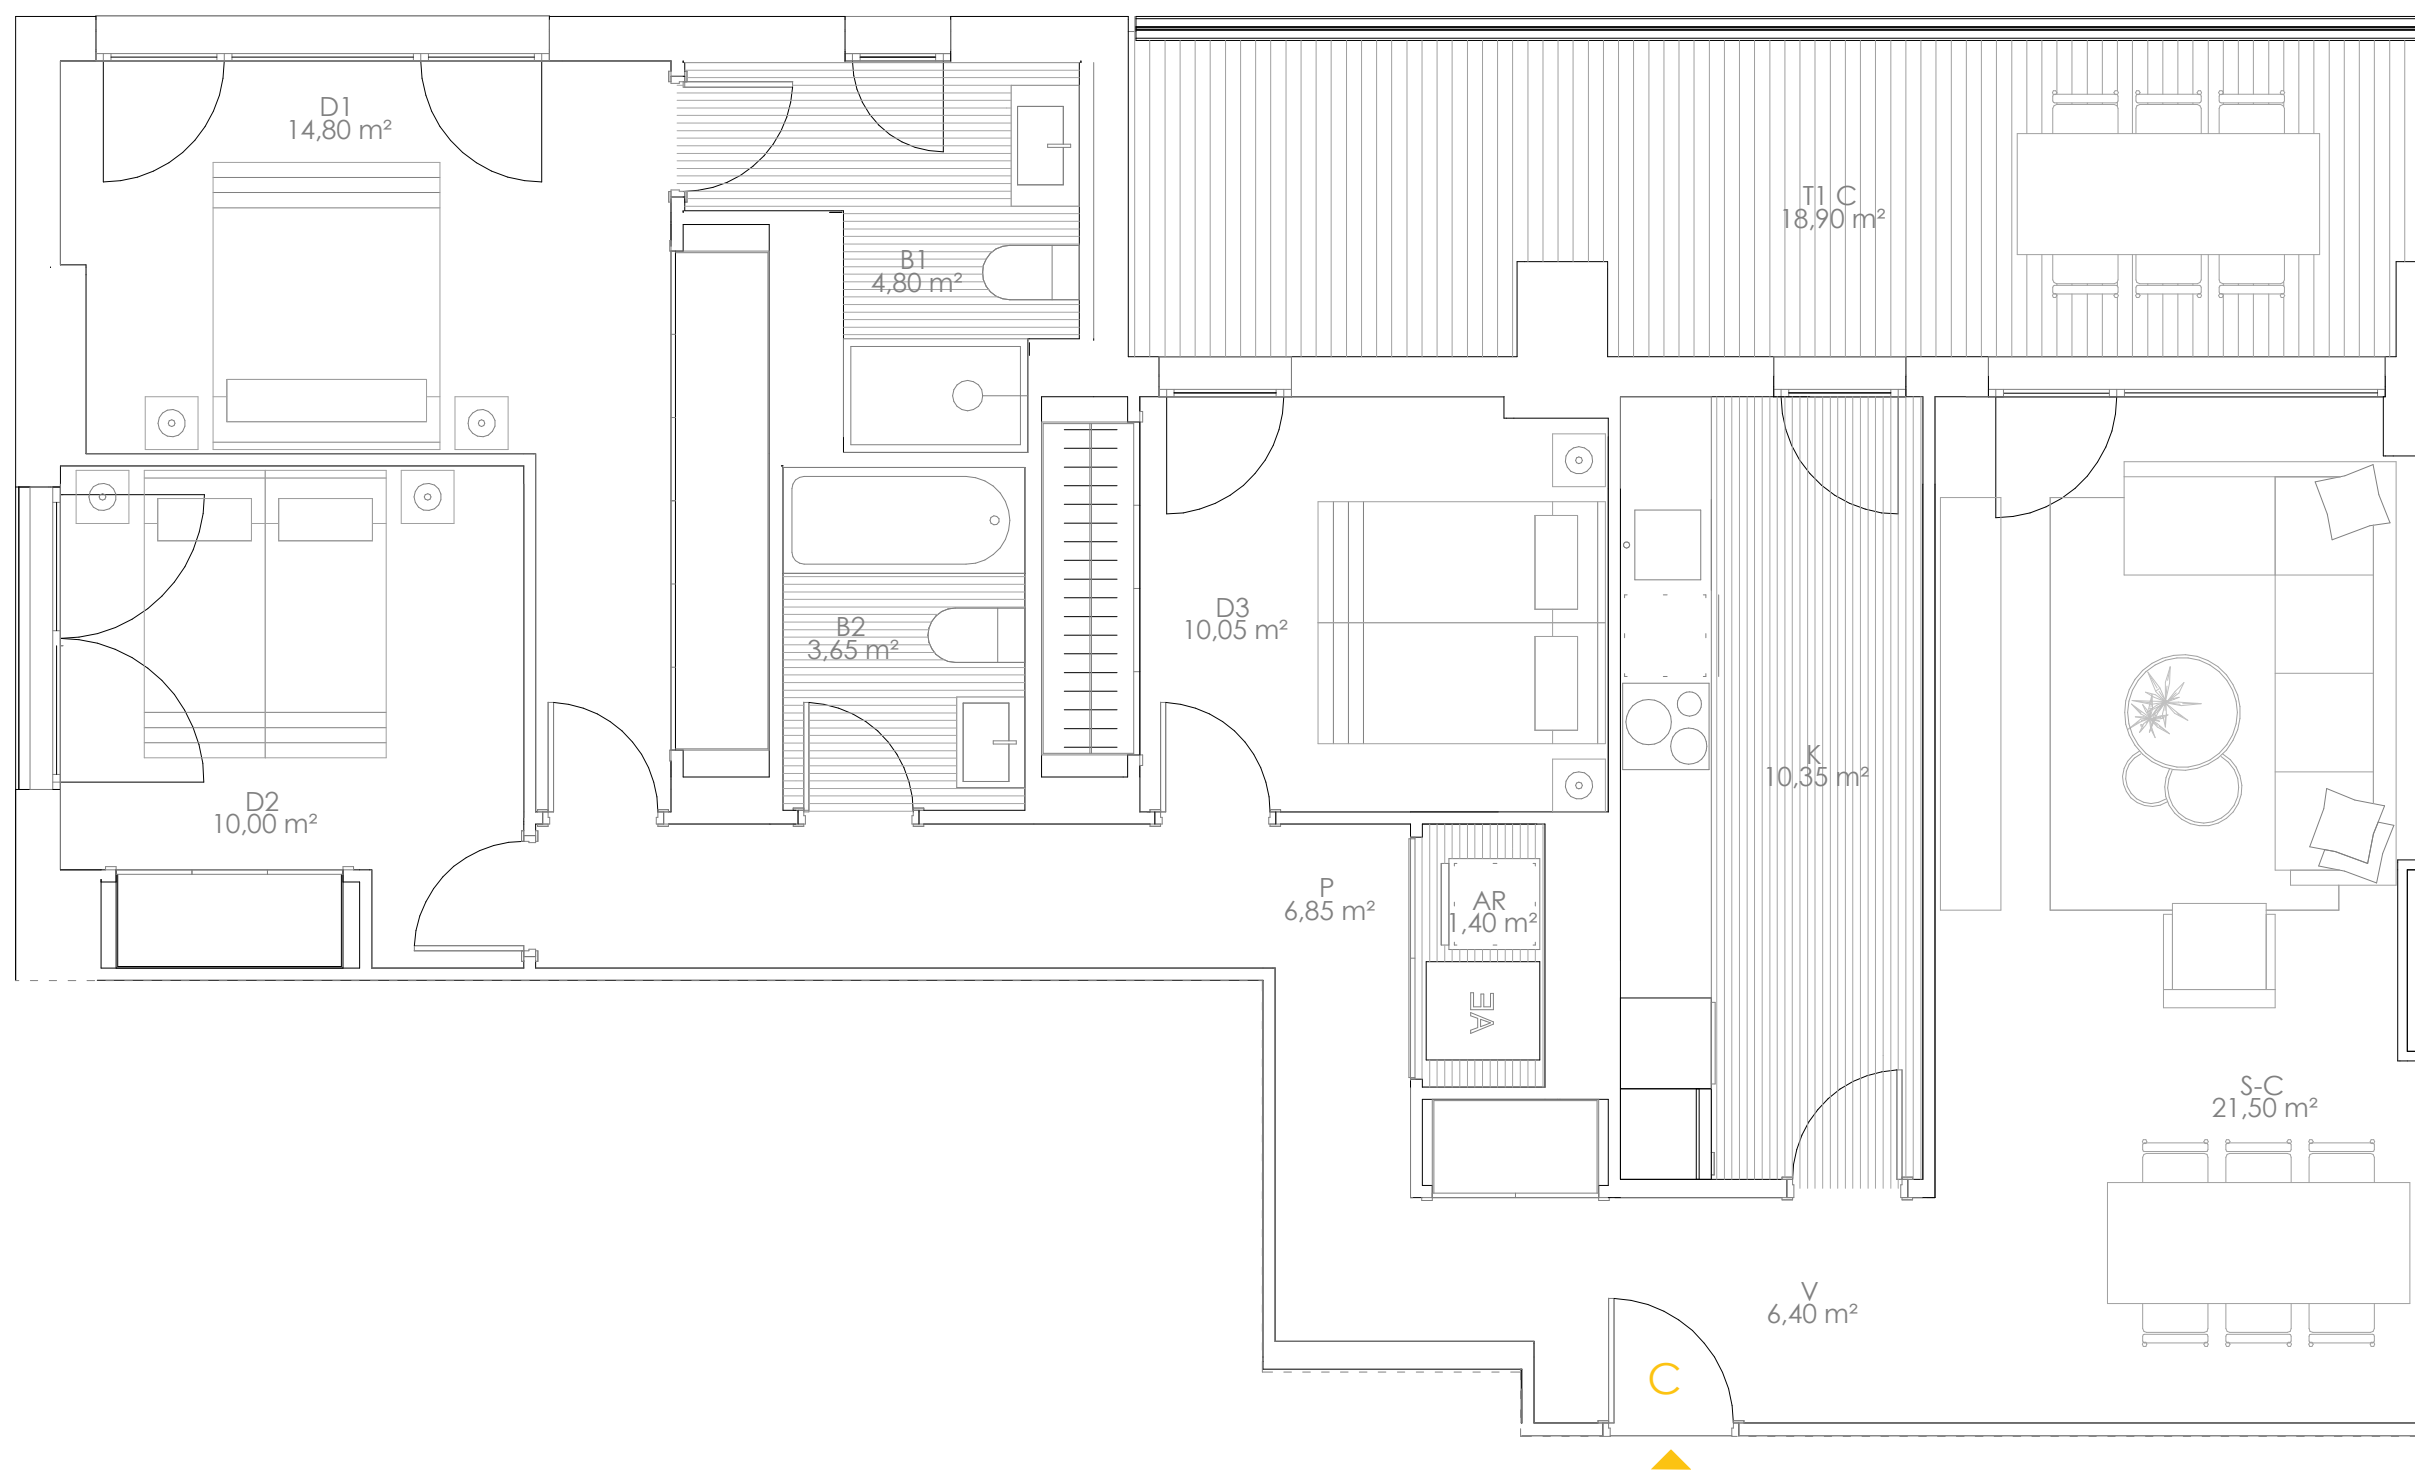 D1
14,80 m²
T1 C
18,90 m²
B1
4,80 m²
D3
10,05 m²
B2
3,65 m²
K
10,35 m²
D2
10,00 m²
P
6,85 m²
AR
1,40 m²
AE
S-C
21,50 m²
V
6,40 m²
C